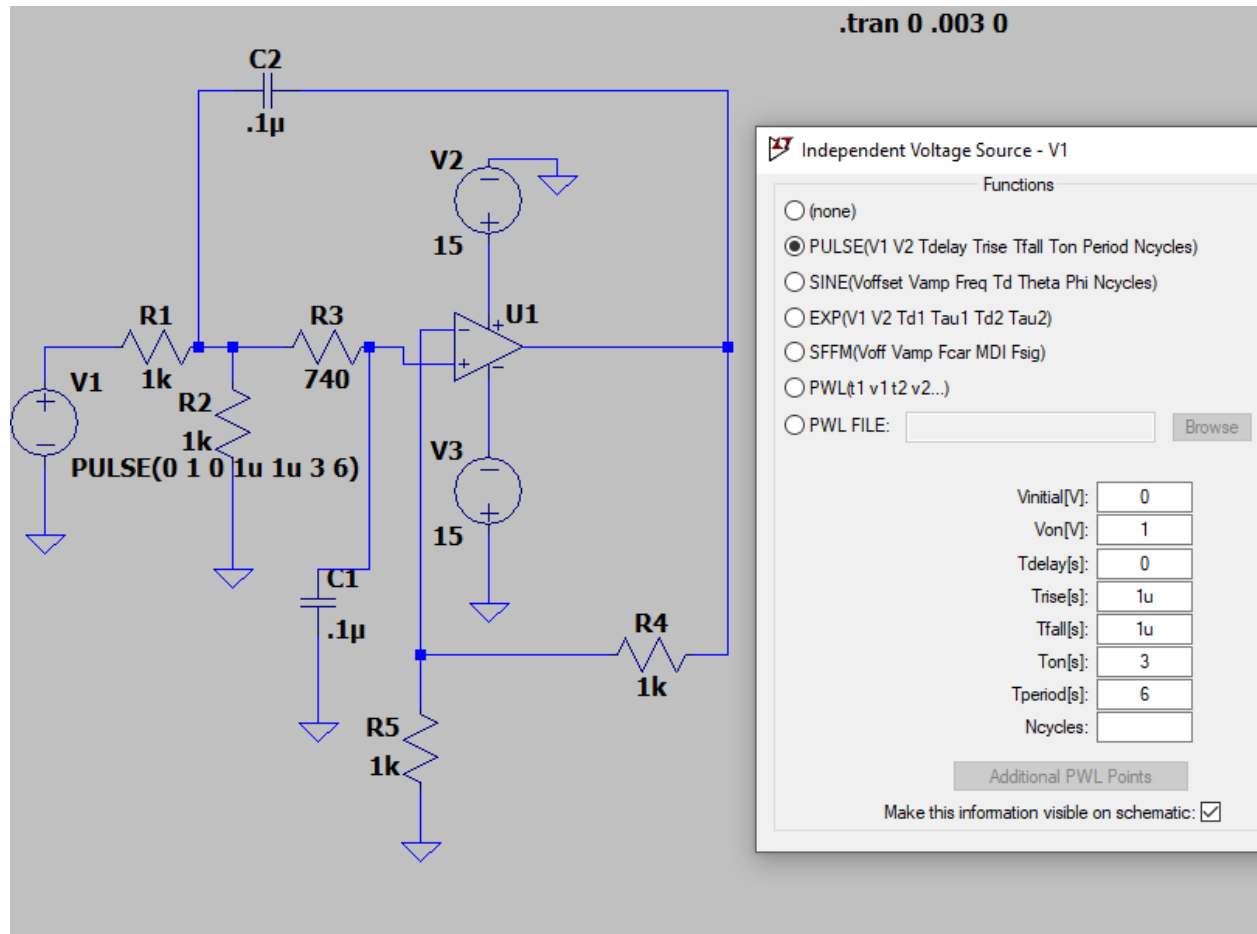 .tran 0 .003 0
C2
.1µ
V2
15
R1
1k
R3
740
U1
V1
R2
1k
PULSE(0 1 0 1u 1u 3 6)
V3
15
C1
.1µ
R4
1k
R5
1k
Independent Voltage Source - V1
Functions
(none)
PULSE(V1 V2 Tdelay Trise Tfall Ton Period Ncycles)
SINE(Voffset Vamp Freq Td Theta Phi Ncycles)
EXP(V1 V2 Td1 Tau1 Td2 Tau2)
SFFM(Voff Vamp Fcar MDI Fsig)
PWL(t1 v1 t2 v2...)
PWL FILE: Browse
Vinitial[V]: 0
Von[V]: 1
Tdelay[s]: 0
Trise[s]: 1u
Tfall[s]: 1u
Ton[s]: 3
Tperiod[s]: 6
Ncycles:
Additional PWL Points
Make this information visible on schematic: